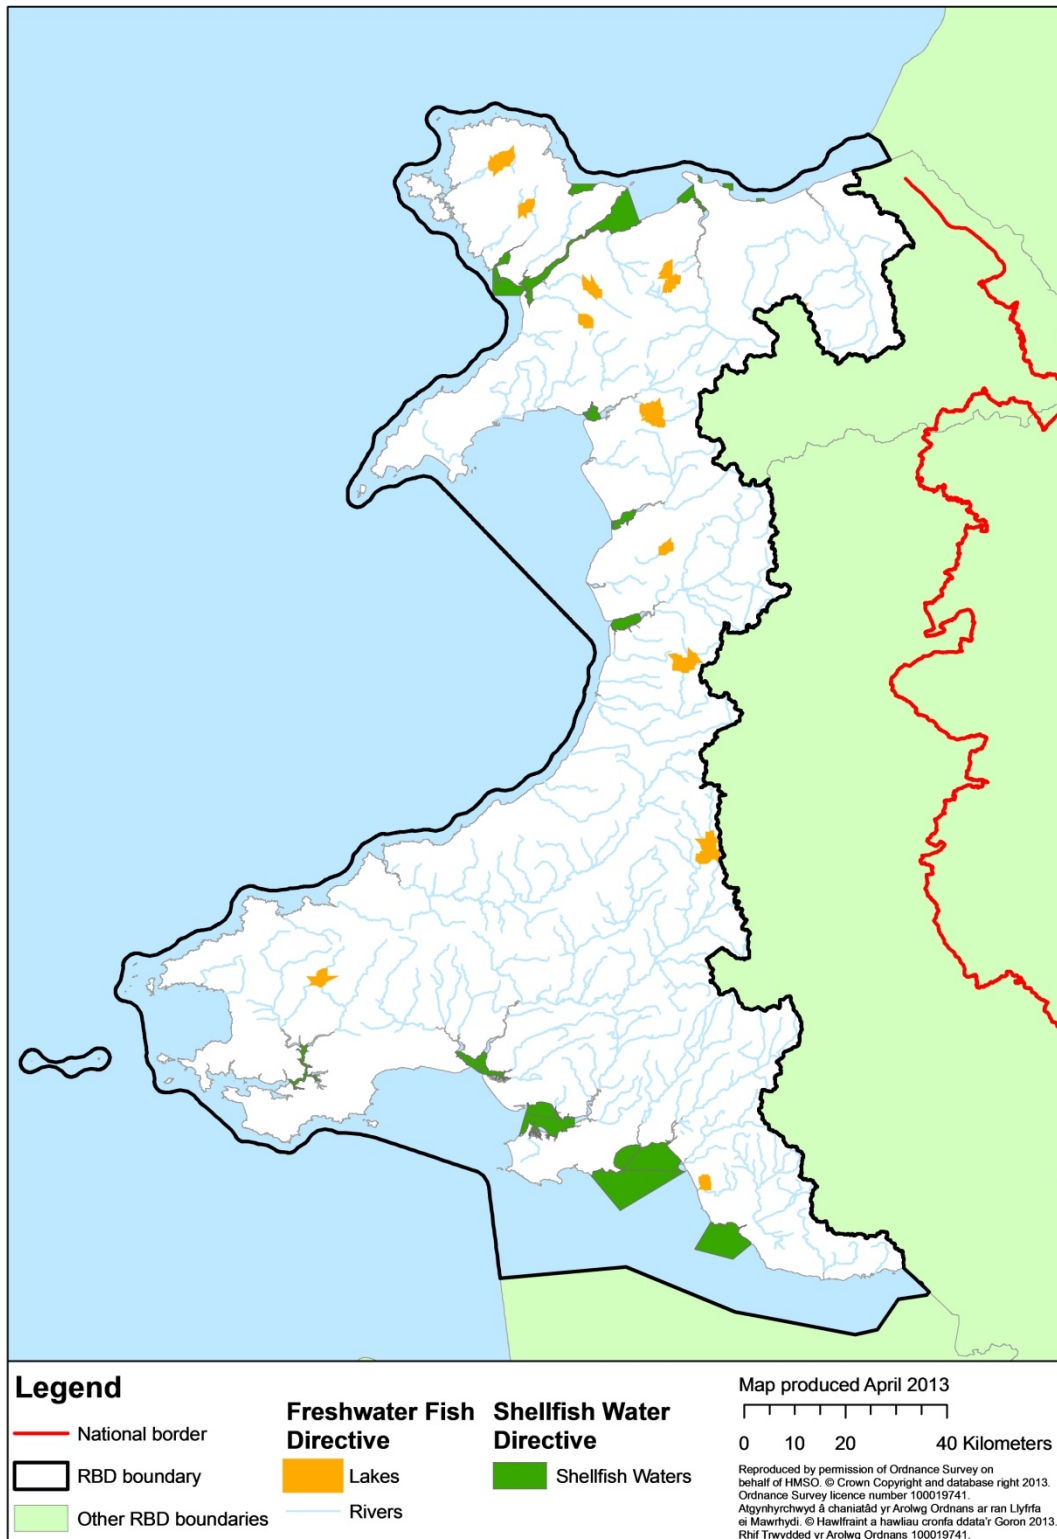 Legend
National border
RBD boundary
Other RBD boundaries
Freshwater Fish
Directive
Lakes
Rivers
Shellfish Water
Directive
Shellfish Waters
Map produced April 2013
0 10 20 40 Kilometers
Reproduced by permission of Ordnance Survey on
behalf of HMSO. © Crown Copyright and database right 2013.
Ordnance Survey licence number 100019741.
Atgynhyrchwyd â chaniatâd yr Arolwg Ordnans ar ran Llyfrfa
ei Mawrhydi. © Hawlfraint a hawliau cronfa ddata'r Goron 2013.
Rhif Trwydded yr Arolwg Ordnans 100019741.